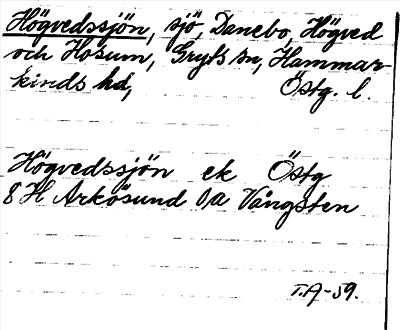 Högvedssjön, sjö, Danebo, Högved
och Hosum, Gryts sn, Hammar-
kinds hd, Östg. l.
Högvedssjön ek Östg
8 H Arkösund SA Vångsten
T.A-59.